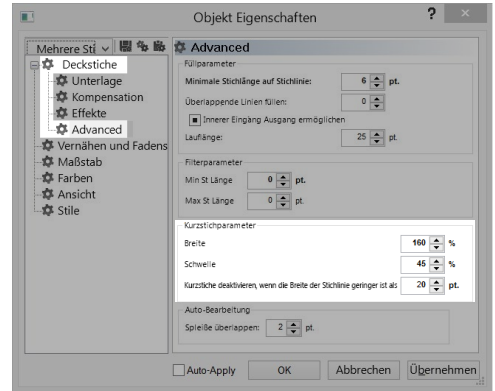 Objekt Eigenschaften
?
Mehrere Sti
Deckstiche
Unterlage
Kompensation
Effekte
Advanced
Vernähen und Fadens
Maßstab
Farben
Ansicht
Stile
Advanced
Füllparameter
Minimale Stichlänge auf Stichlinie: 6 pt.
Überlappende Linien füllen: 0
Innerer Eingang Ausgang ermöglichen
Lauflänge: 25 pt.
Filterparameter
Min St Länge 0 pt.
Max St Länge 0 pt.
Kurzstichparameter
Breite 160 %
Schwelle 45 %
Kurzstiche deaktivieren, wenn die Breite der Stichlinie geringer ist als 20 pt.
Auto-Bearbeitung
Spleiße überlappen: 2 pt.
Auto-Apply OK Abbrechen Übernehmen